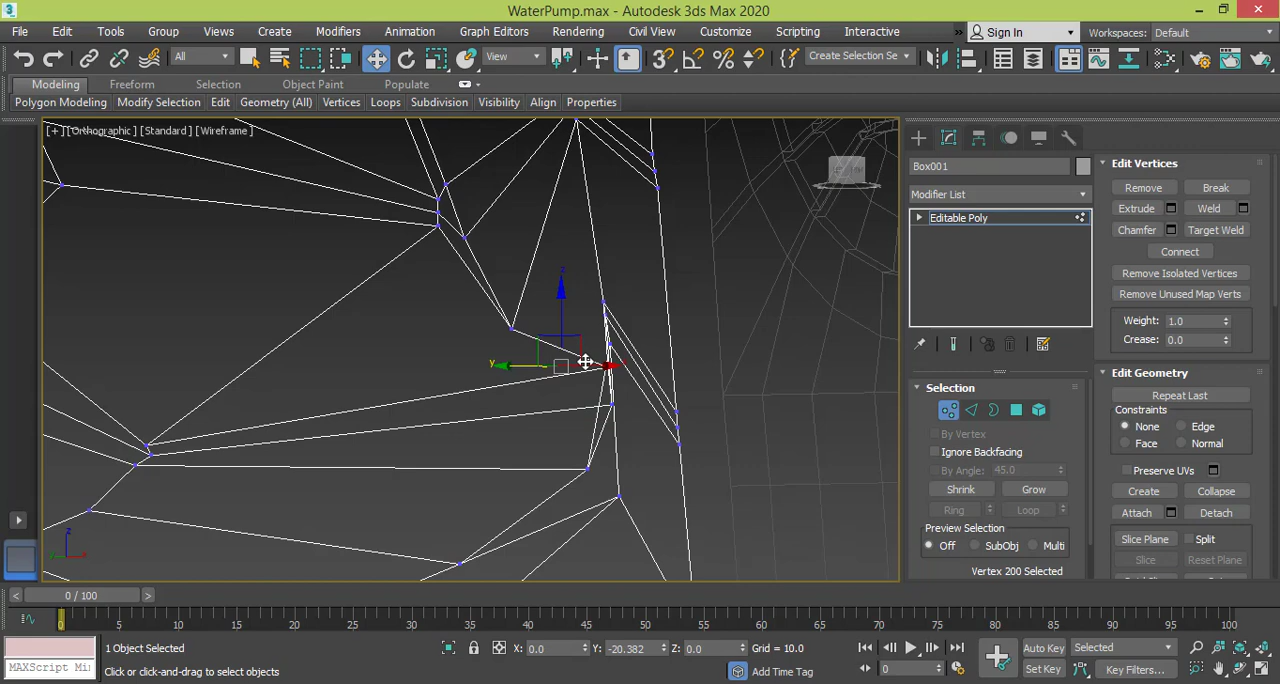 WaterPump.max - Autodesk 3ds Max 2020
File Edit Tools Group Views Create Modifiers Animation Graph Editors Rendering Civil View Customize Scripting Interactive » Sign In Workspaces: Default
All View Create Selection Se
Modeling Freeform Selection Object Paint Populate
Polygon Modeling Modify Selection Edit Geometry (All) Vertices Loops Subdivision Visibility Align Properties
[+] [Orthographic] [Standard] [Wireframe]
z
y
z
Box001
Modifier List
Editable Poly
Selection
By Vertex
Ignore Backfacing
By Angle: 45.0
Shrink Grow
Ring Loop
Preview Selection
Off SubObj Multi
Vertex 200 Selected
Edit Vertices
Remove Break
Extrude Weld
Chamfer Target Weld
Connect
Remove Isolated Vertices
Remove Unused Map Verts
Weight: 1.0
Crease: 0.0
Edit Geometry
Repeat Last
Constraints
None Edge
Face Normal
Preserve UVs
Create Collapse
Attach Detach
Slice Plane Split
Slice Reset Plane
< 0 / 100 >
0 5 10 15 20 25 30 35 40 45 50 55 60 65 70 75 80 85 90 95 100
1 Object Selected X: 0.0 Y: -20.382 Z: 0.0 Grid = 10.0
MAXScript Mi
Click or click-and-drag to select objects
Add Time Tag
0
Auto Key Selected
Set Key Key Filters...